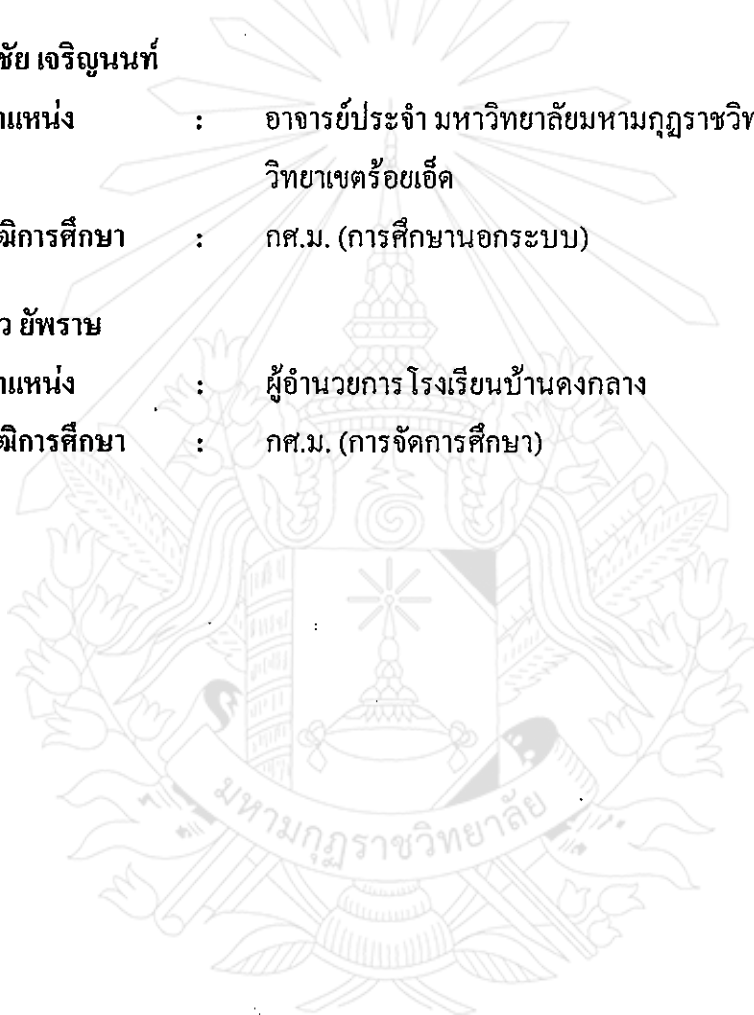 ชัย เจริญนนท์
าแหน่ง : อาจารย์ประจำ มหาวิทยาลัยมหามกุฏราชวิท
วิทยาเขตร้อยเอ็ด
ฒิการศึกษา : กศ.ม. (การศึกษานอกระบบ)
ว ยัพราษ
าแหน่ง : ผู้อำนวยการ โรงเรียนบ้านดงกลาง
ฒิการศึกษา : กศ.ม. (การจัดการศึกษา)
มหามกุฏราชวิทยาลัย